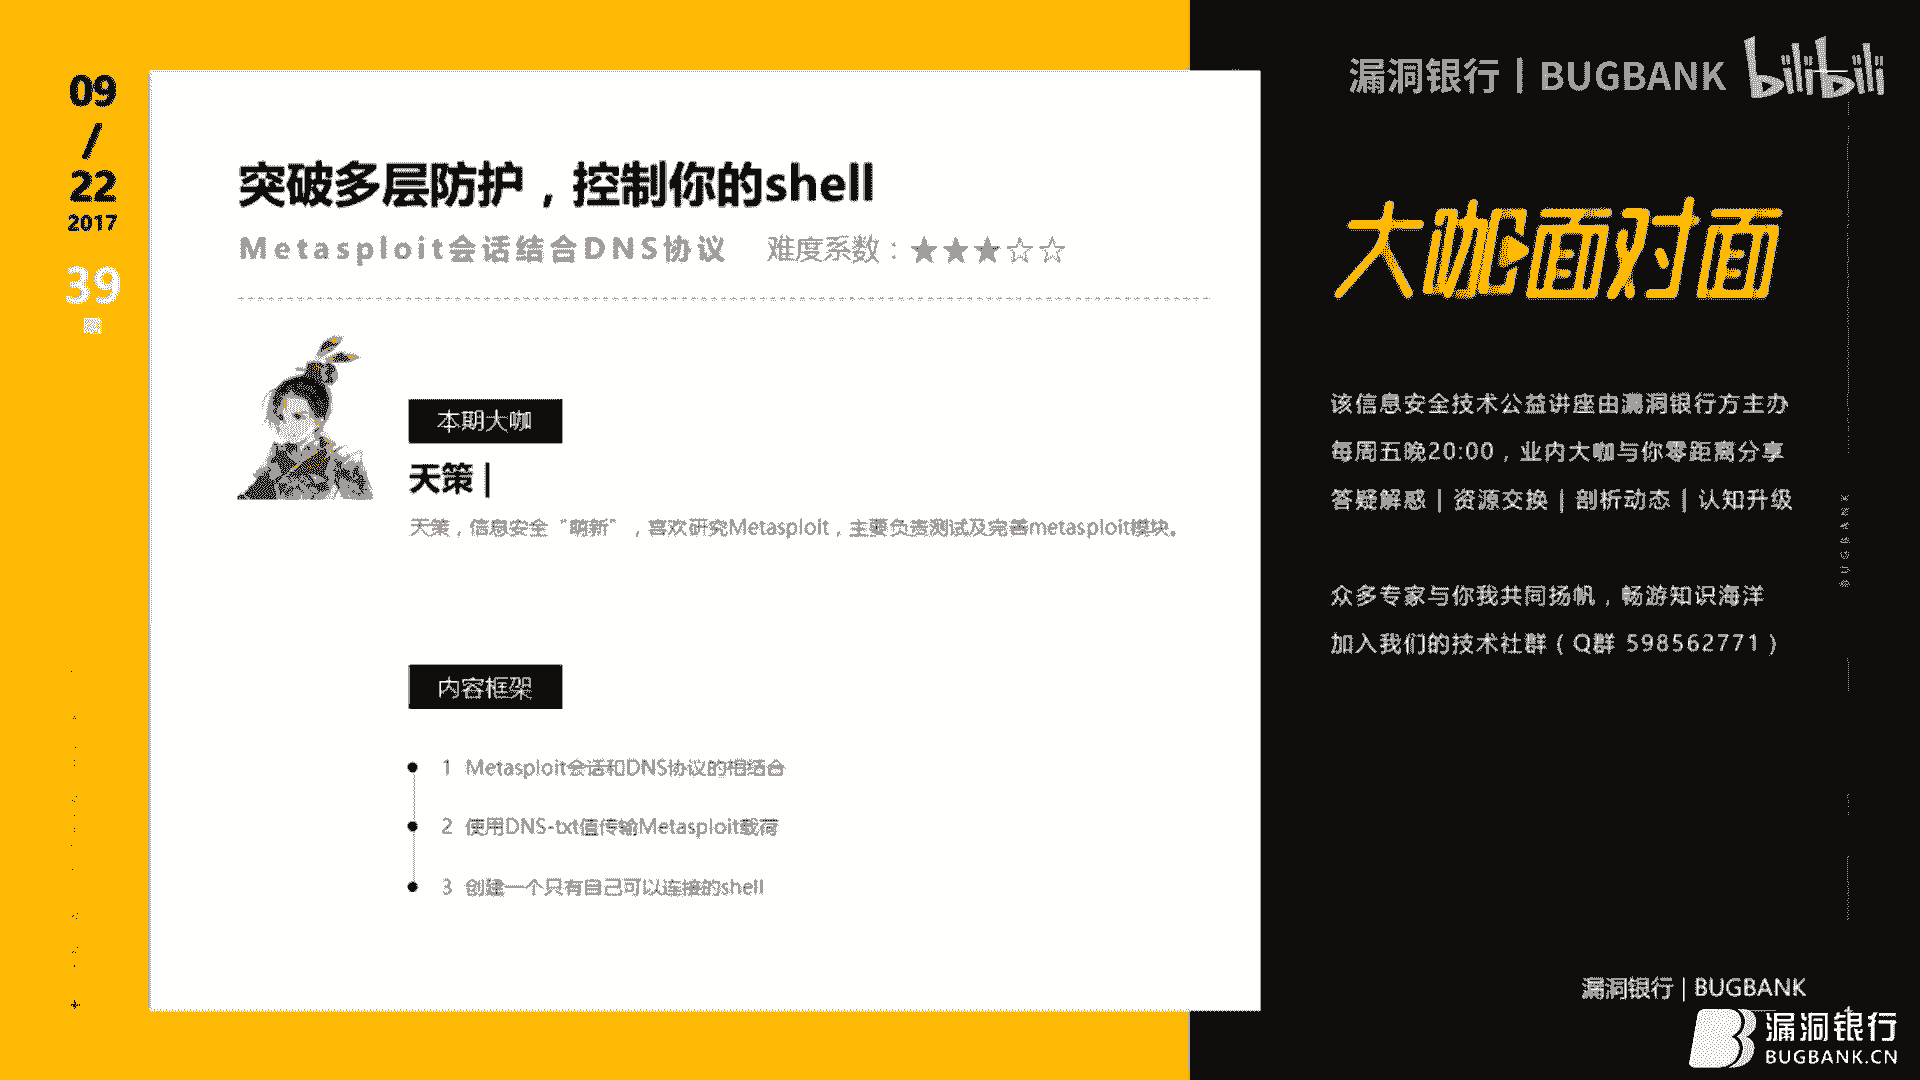 09
/
22
2017
39
期
突破多层防护，控制你的shell
Metasploit会话结合DNS协议 难度系数：★★★☆☆
本期大咖
天策 |
天策，信息安全“萌新”，喜欢研究Metasploit，主要负责测试及完善metasploit模块。
内容框架
1 Metasploit会话和DNS协议的相结合
2 使用DNS-txt值传输Metasploit载荷
3 创建一个只有自己可以连接的shell
漏洞银行 | BUGBANK bilibili
大咖面对面
该信息安全技术公益讲座由漏洞银行方主办
每周五晚20:00，业内大咖与你零距离分享
答疑解惑 | 资源交换 | 剖析动态 | 认知升级
众多专家与你我共同扬帆，畅游知识海洋
加入我们的技术社群（Q群 598562771）
BUGBANK
漏洞银行 | BUGBANK
漏洞银行
BUGBANK.CN